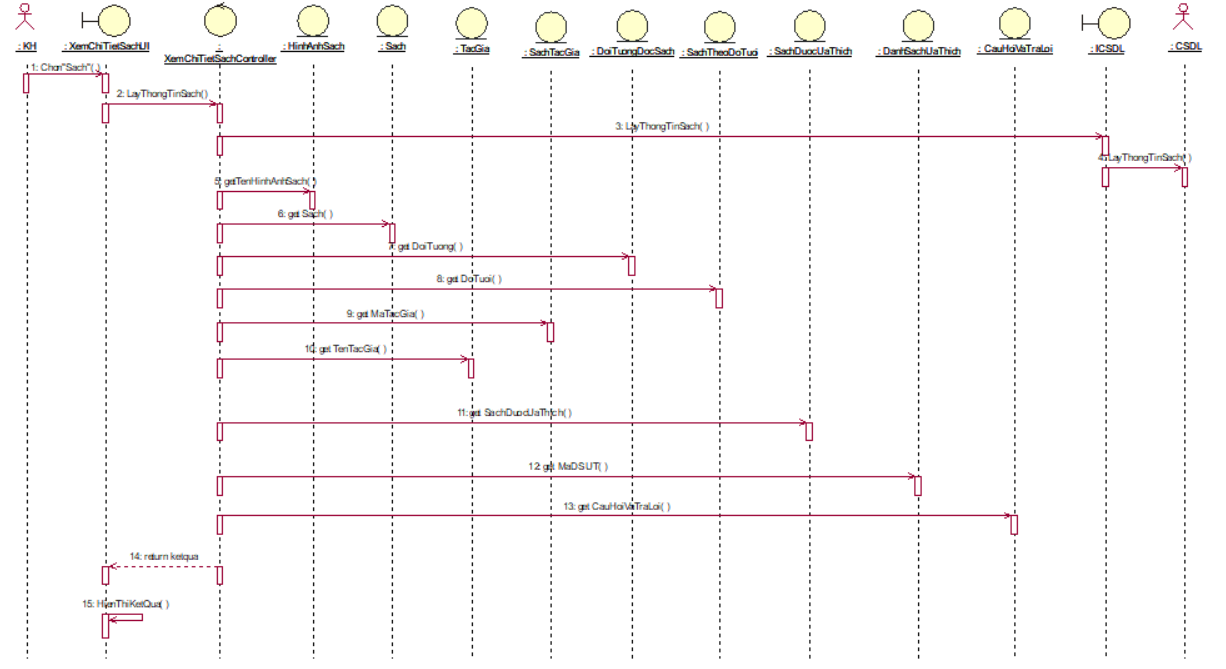 : KH
: XemChiTietSachUI
:
XemChiTietSachController
: HinhAnhSach
: Sach
: TacGia
: SachTacGia
: DoiTuongDocSach
: SachTheoDoTuoi
: SachDuocUaThich
: DanhSachUaThich
: CauHoiVaTraLoi
: ICSDL
: CSDL
1: Chon"Sach"( )
2: LayThongTinSach()
3: LayThongTinSach( )
4: LayThongTinSach( )
5: getTenHinhAnhSach( )
6: get Sach( )
7: get DoiTuong( )
8: get DoTuoi( )
9: get MaTacGia( )
10: get TenTacGia( )
11: get SachDuocUaThich( )
12: get MaDSUT( )
13: get CauHoiVaTraLoi( )
14: return ketqua
15: HienThiKetQua( )